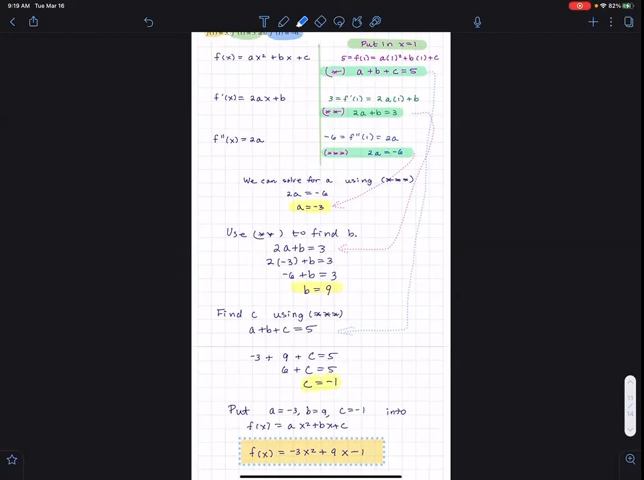 9:19 AM Tue Mar 16
Put in x=1
f(x) = ax² + bx + c
5 = f(1) = a(1)² + b(1) + c
(*) a + b + c = 5
f'(x) = 2ax + b
3 = f'(1) = 2a(1) + b
(**) 2a + b = 3
f''(x) = 2a
-6 = f''(1) = 2a
(***) 2a = -6
We can solve for a using (***)
2a = -6
a = -3
Use (**) to find b.
2a + b = 3
2(-3) + b = 3
-6 + b = 3
b = 9
Find c using (***)
a + b + c = 5
-3 + 9 + c = 5
6 + c = 5
c = -1
Put a = -3, b = 9, c = -1 into
f(x) = a x² + bx + c
f(x) = -3x² + 9x - 1